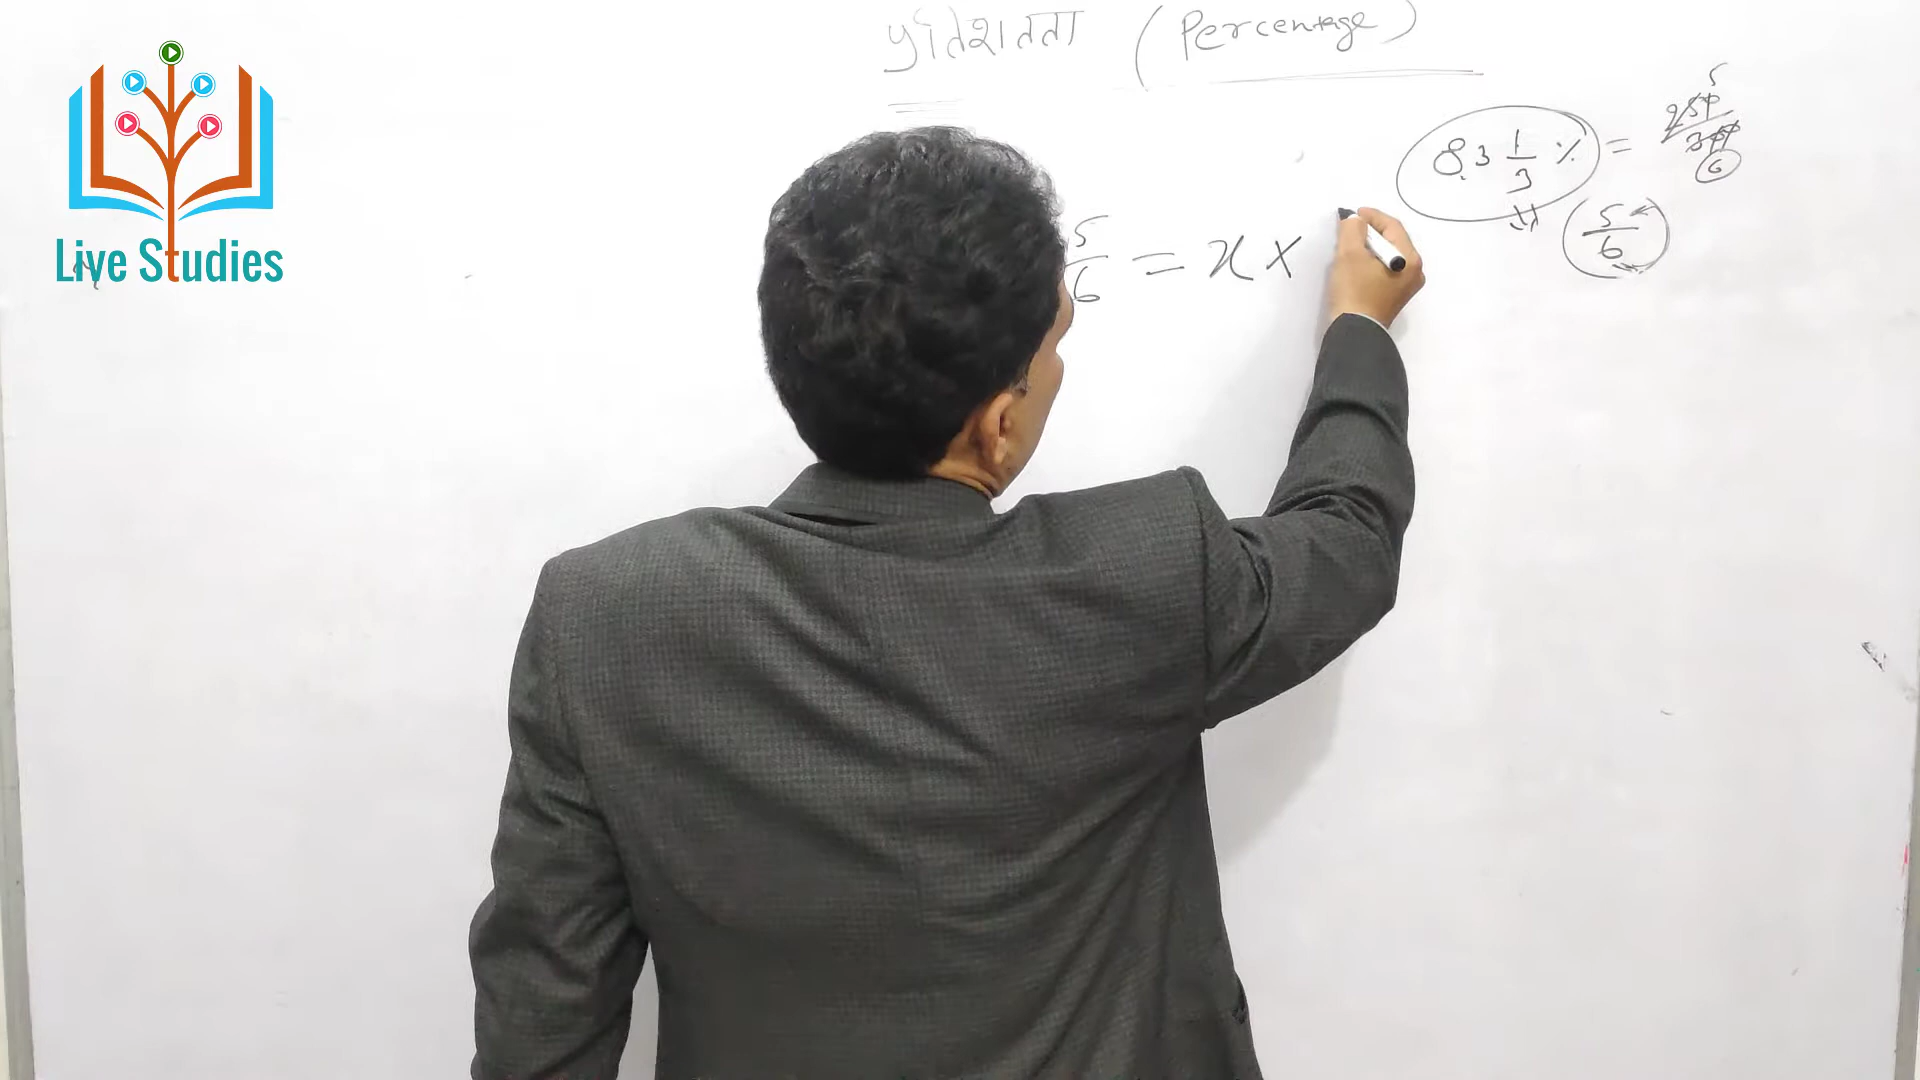 प्रतिशतता (Percentage)
83 1/3 % = 250/300 5 6
5/6
5/6 = x ×
Live Studies